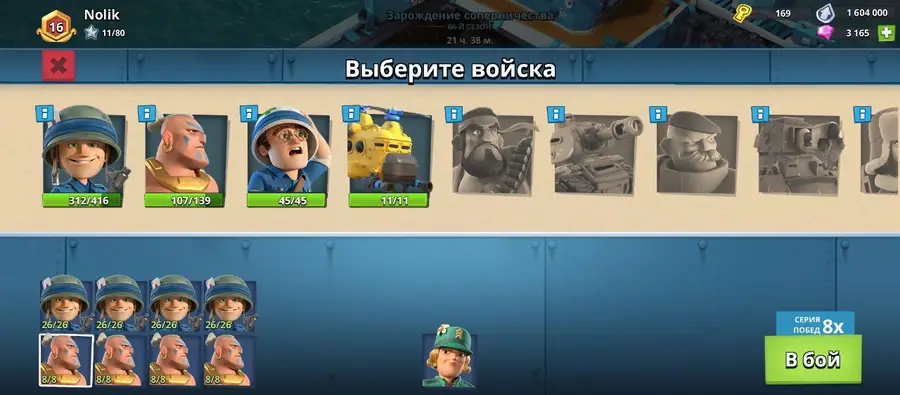 16
Nolik
11/80
Зарождение соперничества
66-Й СЕЗОН
21 ч. 38 м.
169
1 604 000
3 165
Выберите войска
312/416
107/139
45/45
11/11
26/26
26/26
26/26
26/26
8/8
8/8
8/8
8/8
СЕРИЯ
ПОБЕД 8x
В бой